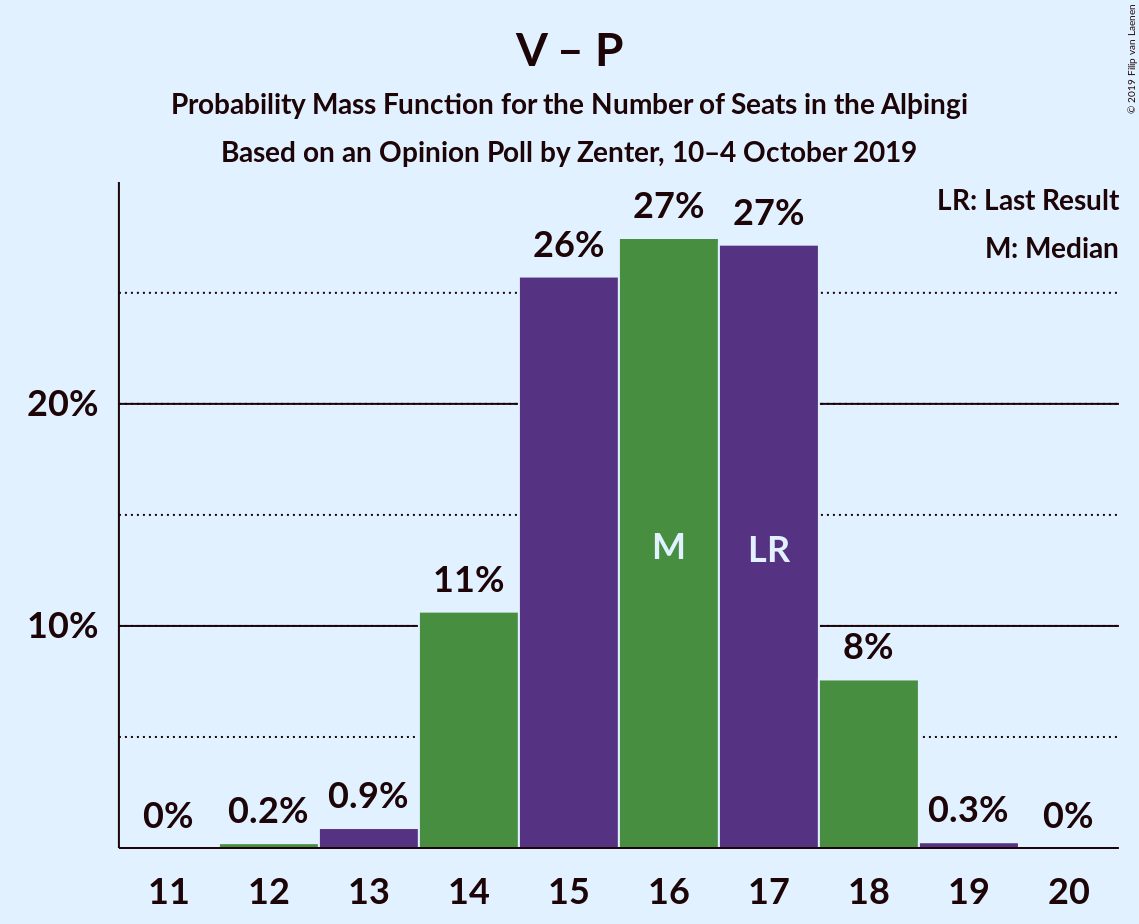 V – P
Probability Mass Function for the Number of Seats in the Alþingi
Based on an Opinion Poll by Zenter, 10–4 October 2019
© 2019 Filip van Laenen
LR: Last Result
M: Median
27%
27%
26%
20%
M
LR
11%
10%
8%
0%
0.2%
0.9%
0.3%
0%
11 12 13 14 15 16 17 18 19 20